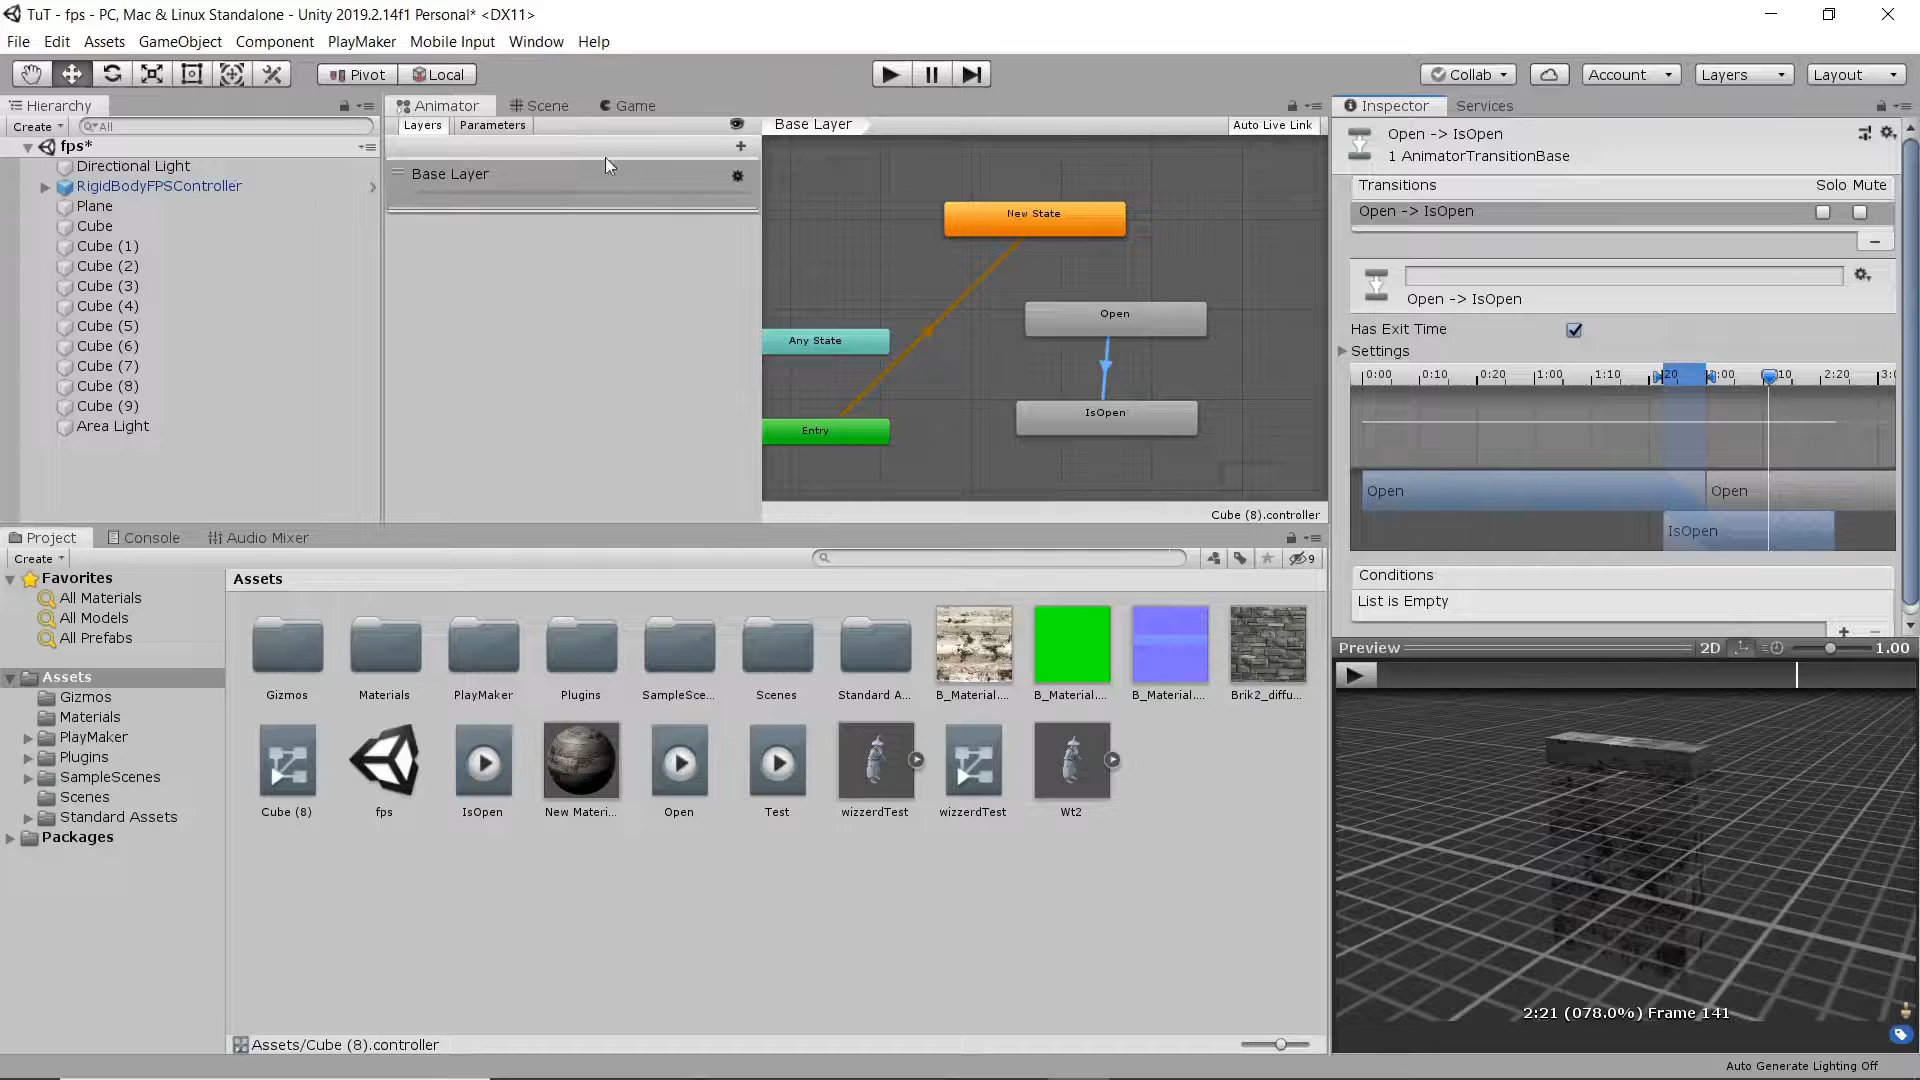 TuT - fps - PC, Mac & Linux Standalone - Unity 2019.2.14f1 Personal* <DX11>
File Edit Assets GameObject Component PlayMaker Mobile Input Window Help
Pivot Local Collab Account Layers Layout
Hierarchy
Create All
fps*
Directional Light
RigidBodyFPSController
Plane
Cube
Cube (1)
Cube (2)
Cube (3)
Cube (4)
Cube (5)
Cube (6)
Cube (7)
Cube (8)
Cube (9)
Area Light
Animator Scene Game
Layers Parameters
Base Layer
Base Layer Auto Live Link
New State
Open
Any State
IsOpen
Entry
Cube (8).controller
Inspector Services
Open -> IsOpen
1 AnimatorTransitionBase
Transitions Solo Mute
Open -> IsOpen
Open -> IsOpen
Has Exit Time
Settings
0:00 0:10 0:20 1:00 1:10 20 :00 10 2:20 3:0
Open Open
IsOpen
Conditions
List is Empty
Preview 2D 1.00
2:21 (078.0%) Frame 141
Project Console Audio Mixer
Create 9
Favorites
All Materials
All Models
All Prefabs
Assets
Gizmos
Materials
PlayMaker
Plugins
SampleScenes
Scenes
Standard Assets
Packages
Assets
Gizmos Materials PlayMaker Plugins SampleSce... Scenes Standard A... B_Material.... B_Material.... B_Material.... Brik2_diffu...
Cube (8) fps IsOpen New Materi... Open Test wizzerdTest wizzerdTest Wt2
Assets/Cube (8).controller
Auto Generate Lighting Off